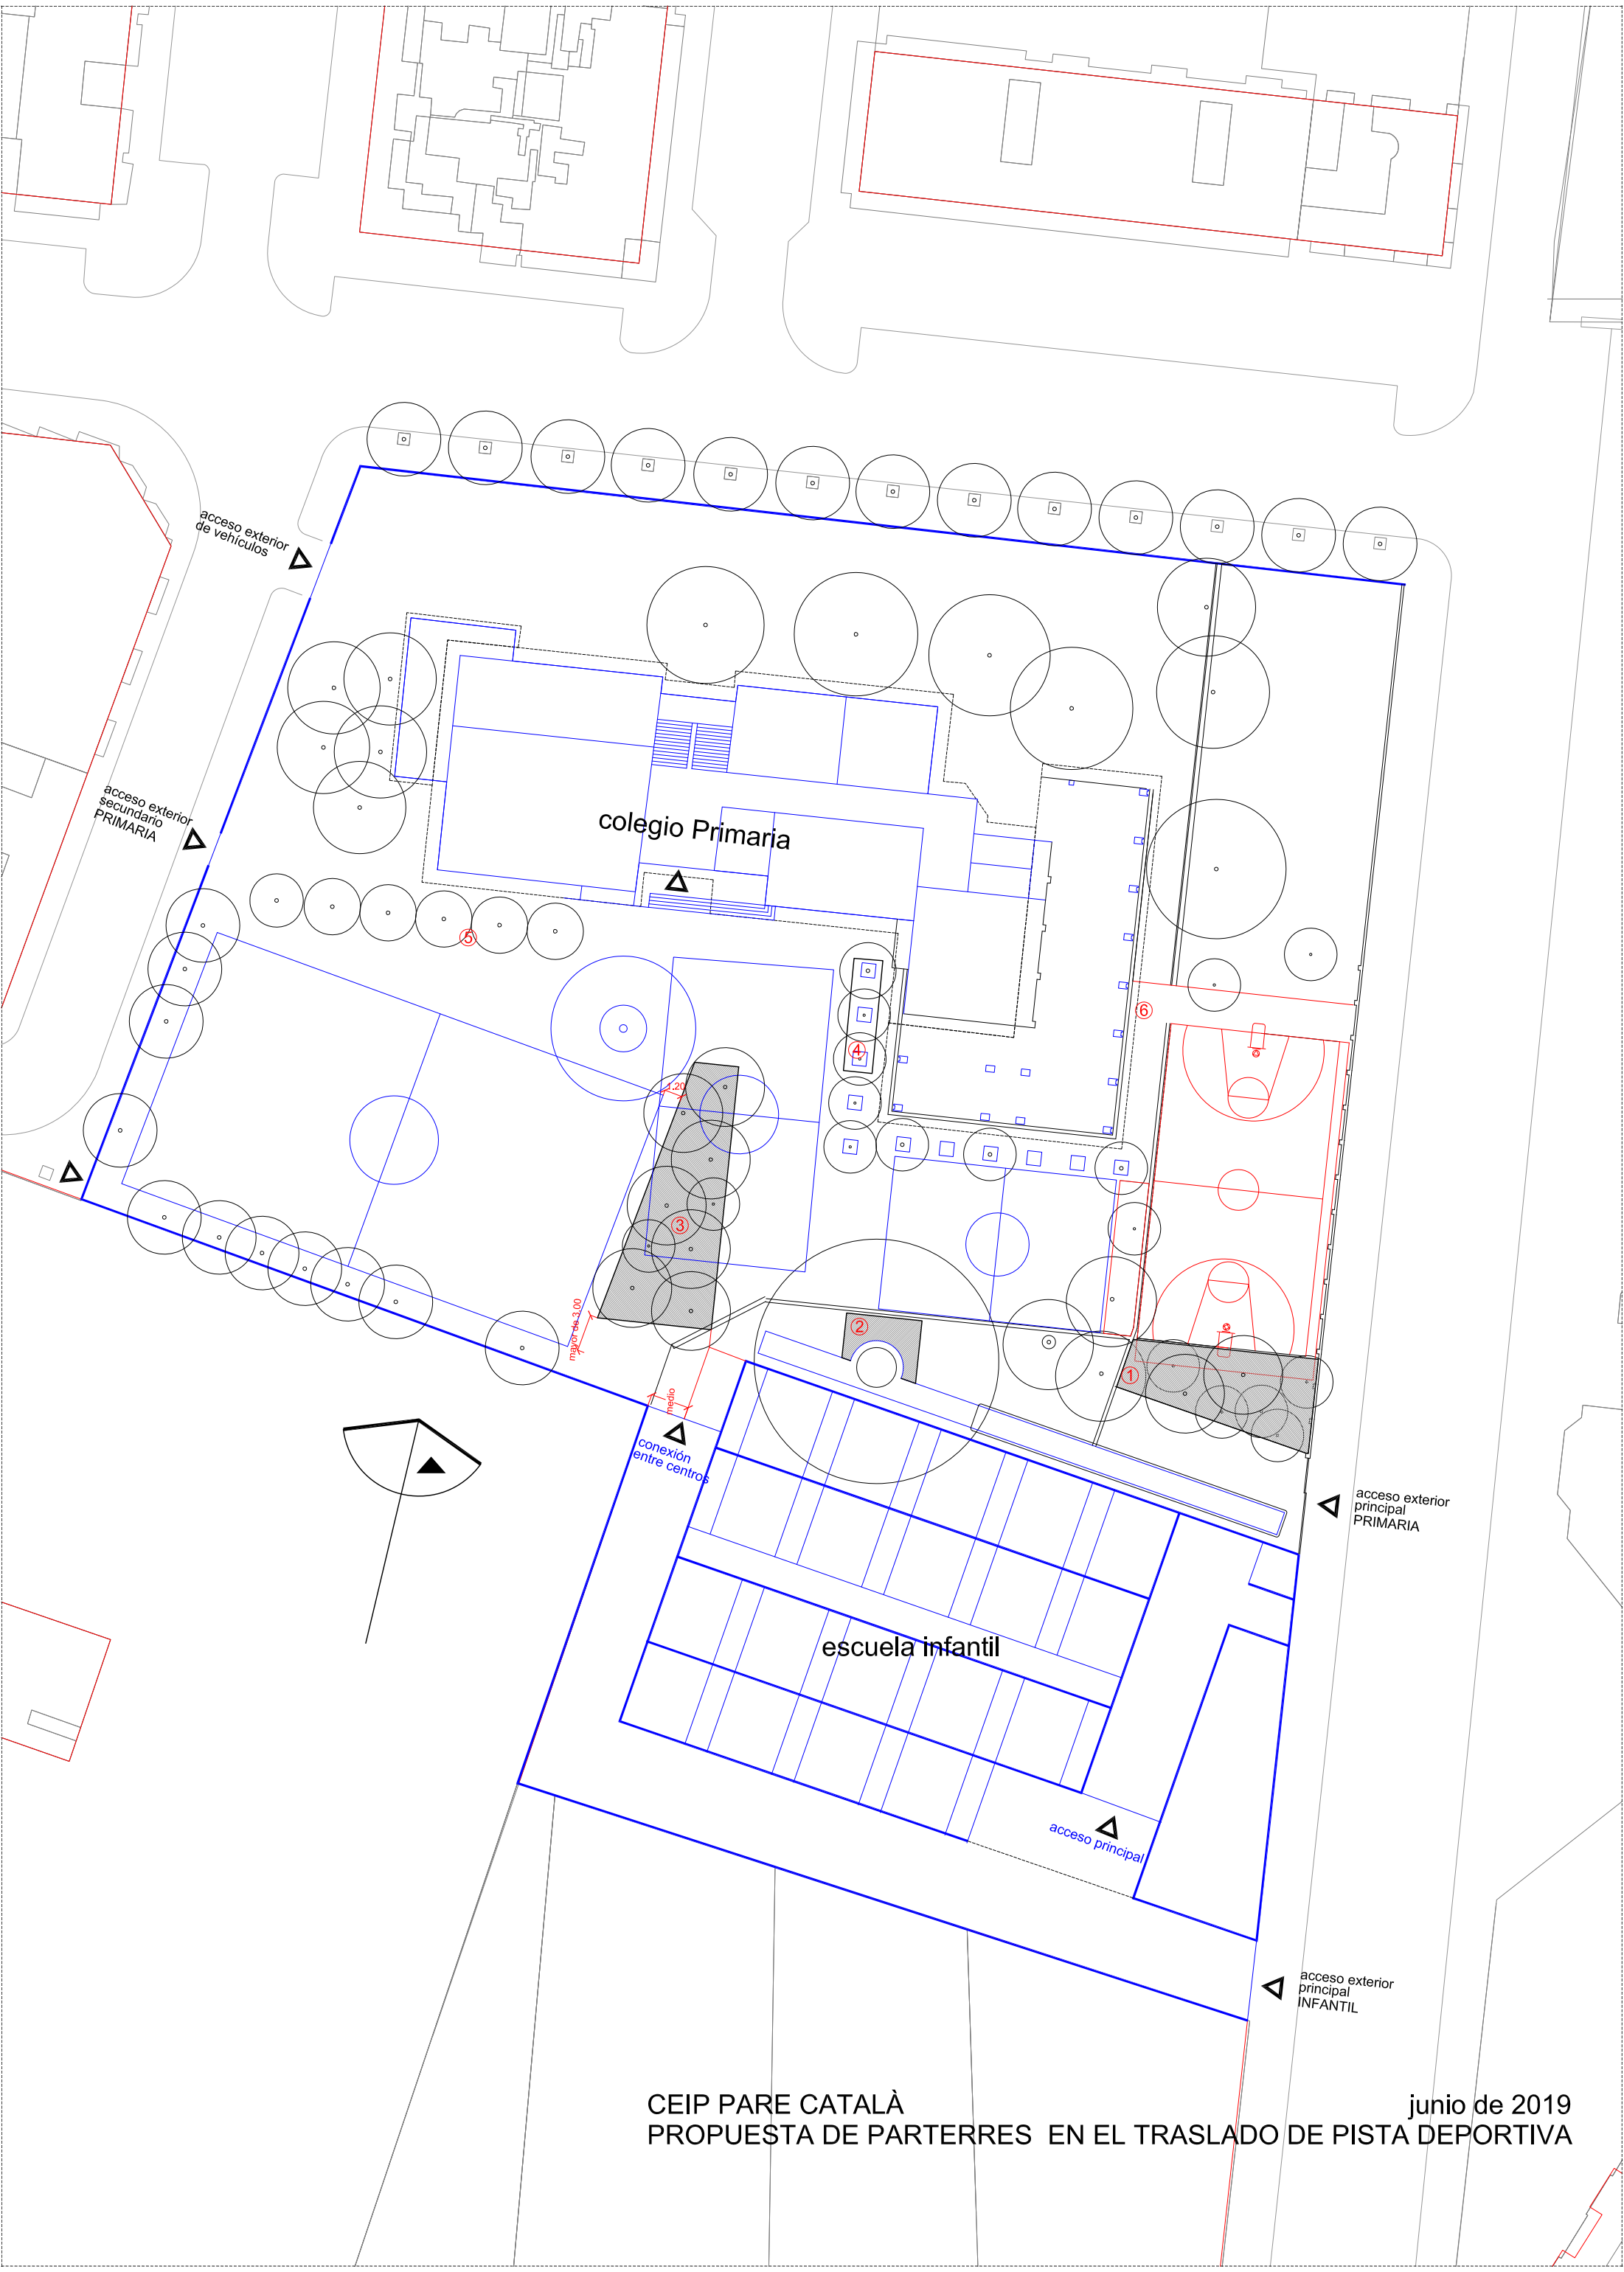 acceso exterior
de vehículos
acceso exterior
secundario
PRIMARIA
colegio Primaria
5
4
6
1.20
3
mayor de 3.00
2
1
medio
conexión
entre centros
acceso exterior
principal
PRIMARIA
escuela infantil
acceso principal
acceso exterior
principal
INFANTIL
CEIP PARE CATALÀ junio de 2019
PROPUESTA DE PARTERRES EN EL TRASLADO DE PISTA DEPORTIVA